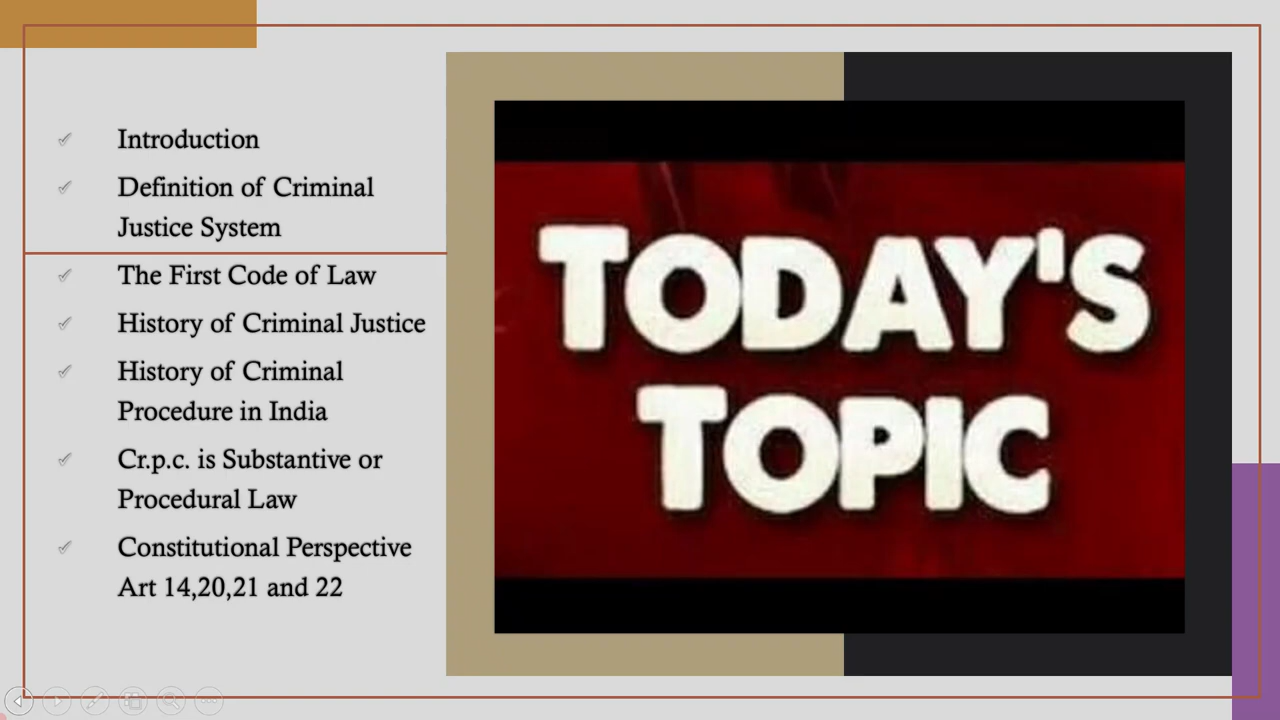 Introduction
Definition of Criminal
Justice System
The First Code of Law
History of Criminal Justice
History of Criminal
Procedure in India
Cr.p.c. is Substantive or
Procedural Law
Constitutional Perspective
Art 14,20,21 and 22
TODAY'S
TOPIC